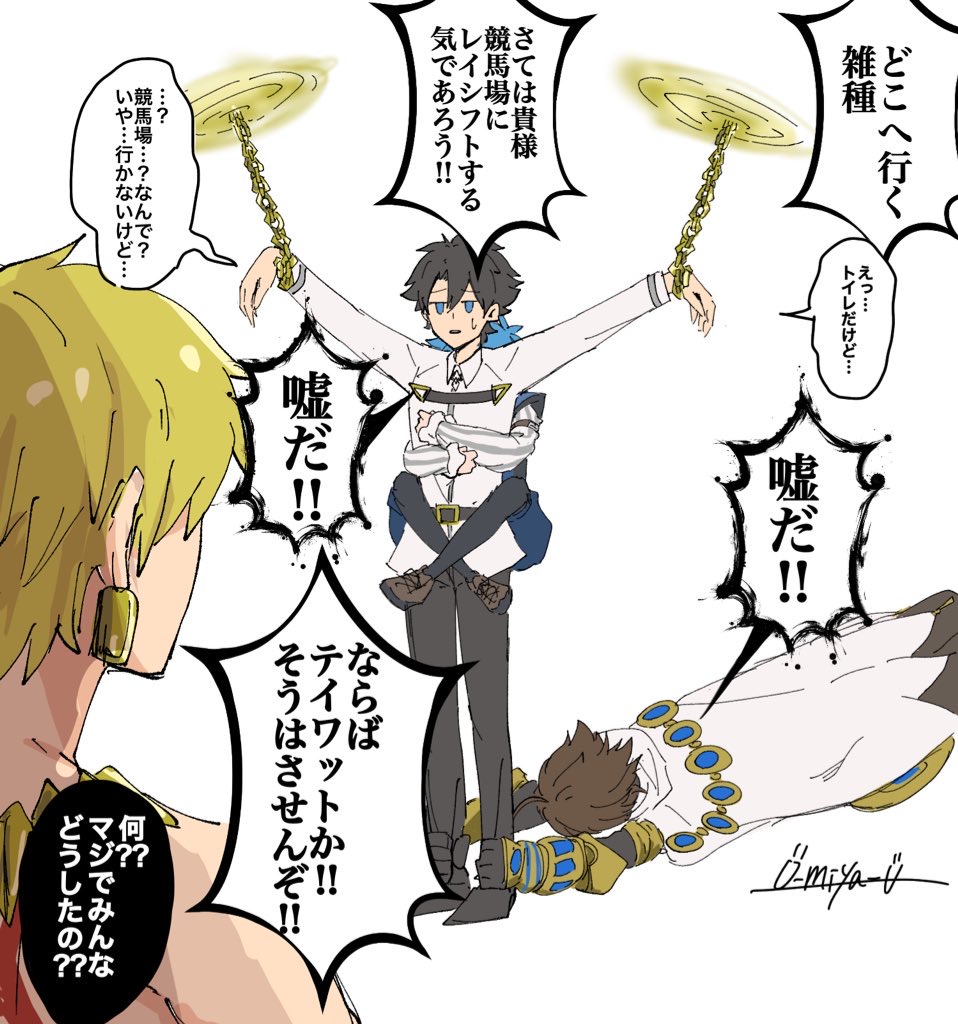 どこへ行く
雑種
えっ…
トイレだけど…
さては貴様
競馬場に
レイシフトする
気であろう!!
…?
競馬場…?なんで?
いや…行かないけど…
嘘だ!!
嘘だ!!
ならば
テイワットか!!
そうはさせんぞ!!
何??
マジでみんな
どうしたの??
Ü-miya-Ü